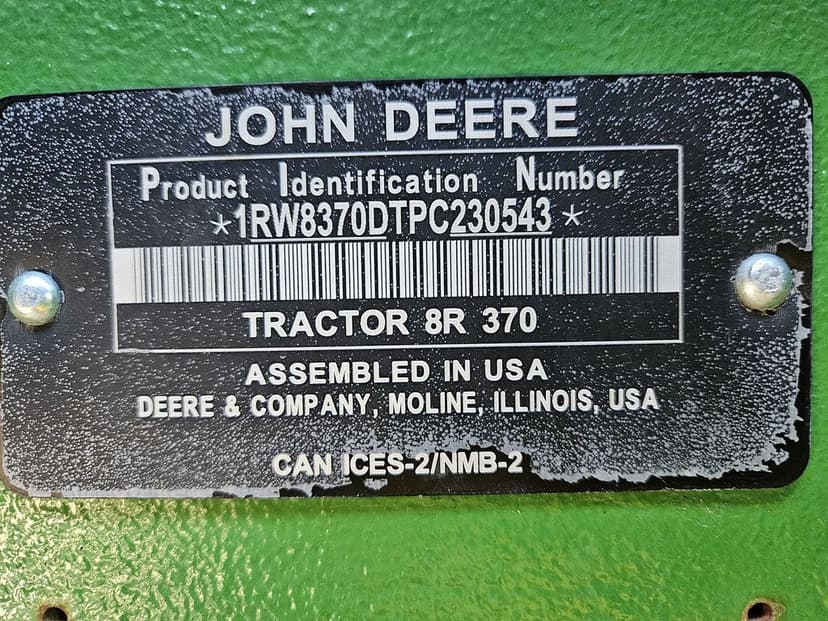 JOHN DEERE
Product Identification Number
*1RW8370DTPC230543*
TRACTOR 8R 370
ASSEMBLED IN USA
DEERE & COMPANY, MOLINE, ILLINOIS, USA
CAN ICES-2/NMB-2